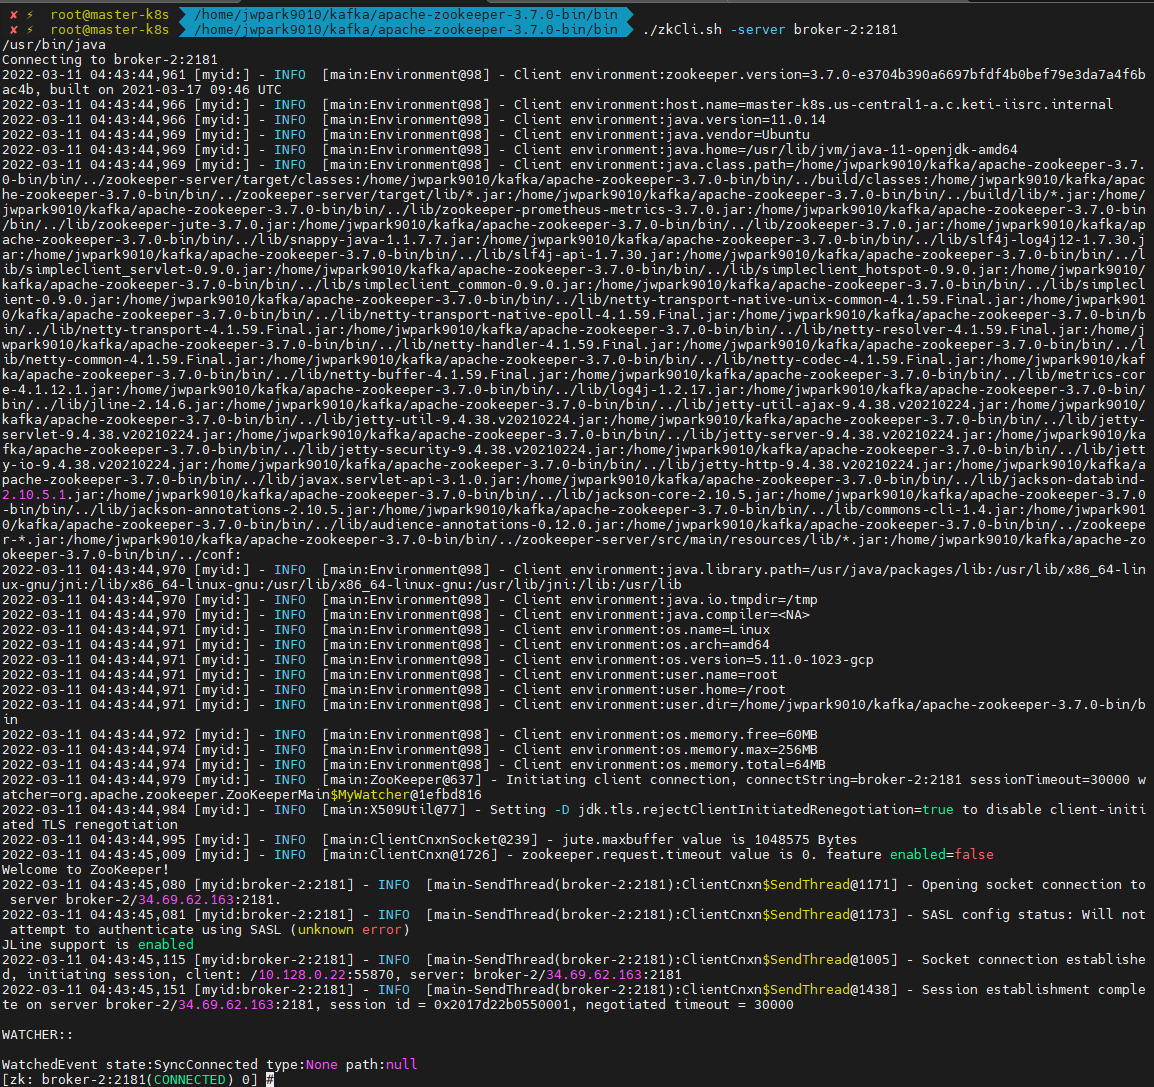 ✘ ⚡ root@master-k8s /home/jwpark9010/kafka/apache-zookeeper-3.7.0-bin/bin
✘ ⚡ root@master-k8s /home/jwpark9010/kafka/apache-zookeeper-3.7.0-bin/bin ./zkCli.sh -server broker-2:2181
/usr/bin/java
Connecting to broker-2:2181
2022-03-11 04:43:44,961 [myid:] - INFO  [main:Environment@98] - Client environment:zookeeper.version=3.7.0-e3704b390a6697bfdf4b0bef79e3da7a4f6b
ac4b, built on 2021-03-17 09:46 UTC
2022-03-11 04:43:44,966 [myid:] - INFO  [main:Environment@98] - Client environment:host.name=master-k8s.us-central1-a.c.keti-iisrc.internal
2022-03-11 04:43:44,966 [myid:] - INFO  [main:Environment@98] - Client environment:java.version=11.0.14
2022-03-11 04:43:44,969 [myid:] - INFO  [main:Environment@98] - Client environment:java.vendor=Ubuntu
2022-03-11 04:43:44,969 [myid:] - INFO  [main:Environment@98] - Client environment:java.home=/usr/lib/jvm/java-11-openjdk-amd64
2022-03-11 04:43:44,969 [myid:] - INFO  [main:Environment@98] - Client environment:java.class.path=/home/jwpark9010/kafka/apache-zookeeper-3.7.
0-bin/bin/../zookeeper-server/target/classes:/home/jwpark9010/kafka/apache-zookeeper-3.7.0-bin/bin/../build/classes:/home/jwpark9010/kafka/apac
he-zookeeper-3.7.0-bin/bin/../zookeeper-server/target/lib/*.jar:/home/jwpark9010/kafka/apache-zookeeper-3.7.0-bin/bin/../build/lib/*.jar:/home/
jwpark9010/kafka/apache-zookeeper-3.7.0-bin/bin/../lib/zookeeper-prometheus-metrics-3.7.0.jar:/home/jwpark9010/kafka/apache-zookeeper-3.7.0-bin
/bin/../lib/zookeeper-jute-3.7.0.jar:/home/jwpark9010/kafka/apache-zookeeper-3.7.0-bin/bin/../lib/zookeeper-3.7.0.jar:/home/jwpark9010/kafka/ap
ache-zookeeper-3.7.0-bin/bin/../lib/snappy-java-1.1.7.7.jar:/home/jwpark9010/kafka/apache-zookeeper-3.7.0-bin/bin/../lib/slf4j-log4j12-1.7.30.j
ar:/home/jwpark9010/kafka/apache-zookeeper-3.7.0-bin/bin/../lib/slf4j-api-1.7.30.jar:/home/jwpark9010/kafka/apache-zookeeper-3.7.0-bin/bin/../l
ib/simpleclient_servlet-0.9.0.jar:/home/jwpark9010/kafka/apache-zookeeper-3.7.0-bin/bin/../lib/simpleclient_hotspot-0.9.0.jar:/home/jwpark9010/
kafka/apache-zookeeper-3.7.0-bin/bin/../lib/simpleclient_common-0.9.0.jar:/home/jwpark9010/kafka/apache-zookeeper-3.7.0-bin/bin/../lib/simplecl
ient-0.9.0.jar:/home/jwpark9010/kafka/apache-zookeeper-3.7.0-bin/bin/../lib/netty-transport-native-unix-common-4.1.59.Final.jar:/home/jwpark901
0/kafka/apache-zookeeper-3.7.0-bin/bin/../lib/netty-transport-native-epoll-4.1.59.Final.jar:/home/jwpark9010/kafka/apache-zookeeper-3.7.0-bin/b
in/../lib/netty-transport-4.1.59.Final.jar:/home/jwpark9010/kafka/apache-zookeeper-3.7.0-bin/bin/../lib/netty-resolver-4.1.59.Final.jar:/home/j
wpark9010/kafka/apache-zookeeper-3.7.0-bin/bin/../lib/netty-handler-4.1.59.Final.jar:/home/jwpark9010/kafka/apache-zookeeper-3.7.0-bin/bin/../l
ib/netty-common-4.1.59.Final.jar:/home/jwpark9010/kafka/apache-zookeeper-3.7.0-bin/bin/../lib/netty-codec-4.1.59.Final.jar:/home/jwpark9010/kaf
ka/apache-zookeeper-3.7.0-bin/bin/../lib/netty-buffer-4.1.59.Final.jar:/home/jwpark9010/kafka/apache-zookeeper-3.7.0-bin/bin/../lib/metrics-cor
e-4.1.12.1.jar:/home/jwpark9010/kafka/apache-zookeeper-3.7.0-bin/bin/../lib/log4j-1.2.17.jar:/home/jwpark9010/kafka/apache-zookeeper-3.7.0-bin/
bin/../lib/jline-2.14.6.jar:/home/jwpark9010/kafka/apache-zookeeper-3.7.0-bin/bin/../lib/jetty-util-ajax-9.4.38.v20210224.jar:/home/jwpark9010/
kafka/apache-zookeeper-3.7.0-bin/bin/../lib/jetty-util-9.4.38.v20210224.jar:/home/jwpark9010/kafka/apache-zookeeper-3.7.0-bin/bin/../lib/jetty-
servlet-9.4.38.v20210224.jar:/home/jwpark9010/kafka/apache-zookeeper-3.7.0-bin/bin/../lib/jetty-server-9.4.38.v20210224.jar:/home/jwpark9010/ka
fka/apache-zookeeper-3.7.0-bin/bin/../lib/jetty-security-9.4.38.v20210224.jar:/home/jwpark9010/kafka/apache-zookeeper-3.7.0-bin/bin/../lib/jett
y-io-9.4.38.v20210224.jar:/home/jwpark9010/kafka/apache-zookeeper-3.7.0-bin/bin/../lib/jetty-http-9.4.38.v20210224.jar:/home/jwpark9010/kafka/a
pache-zookeeper-3.7.0-bin/bin/../lib/javax.servlet-api-3.1.0.jar:/home/jwpark9010/kafka/apache-zookeeper-3.7.0-bin/bin/../lib/jackson-databind-
2.10.5.1.jar:/home/jwpark9010/kafka/apache-zookeeper-3.7.0-bin/bin/../lib/jackson-core-2.10.5.jar:/home/jwpark9010/kafka/apache-zookeeper-3.7.0
-bin/bin/../lib/jackson-annotations-2.10.5.jar:/home/jwpark9010/kafka/apache-zookeeper-3.7.0-bin/bin/../lib/commons-cli-1.4.jar:/home/jwpark901
0/kafka/apache-zookeeper-3.7.0-bin/bin/../lib/audience-annotations-0.12.0.jar:/home/jwpark9010/kafka/apache-zookeeper-3.7.0-bin/bin/../zookeepe
r-*.jar:/home/jwpark9010/kafka/apache-zookeeper-3.7.0-bin/bin/../zookeeper-server/src/main/resources/lib/*.jar:/home/jwpark9010/kafka/apache-zo
okeeper-3.7.0-bin/bin/../conf:
2022-03-11 04:43:44,970 [myid:] - INFO  [main:Environment@98] - Client environment:java.library.path=/usr/java/packages/lib:/usr/lib/x86_64-lin
ux-gnu/jni:/lib/x86_64-linux-gnu:/usr/lib/x86_64-linux-gnu:/usr/lib/jni:/lib:/usr/lib
2022-03-11 04:43:44,970 [myid:] - INFO  [main:Environment@98] - Client environment:java.io.tmpdir=/tmp
2022-03-11 04:43:44,970 [myid:] - INFO  [main:Environment@98] - Client environment:java.compiler=<NA>
2022-03-11 04:43:44,971 [myid:] - INFO  [main:Environment@98] - Client environment:os.name=Linux
2022-03-11 04:43:44,971 [myid:] - INFO  [main:Environment@98] - Client environment:os.arch=amd64
2022-03-11 04:43:44,971 [myid:] - INFO  [main:Environment@98] - Client environment:os.version=5.11.0-1023-gcp
2022-03-11 04:43:44,971 [myid:] - INFO  [main:Environment@98] - Client environment:user.name=root
2022-03-11 04:43:44,971 [myid:] - INFO  [main:Environment@98] - Client environment:user.home=/root
2022-03-11 04:43:44,971 [myid:] - INFO  [main:Environment@98] - Client environment:user.dir=/home/jwpark9010/kafka/apache-zookeeper-3.7.0-bin/b
in
2022-03-11 04:43:44,972 [myid:] - INFO  [main:Environment@98] - Client environment:os.memory.free=60MB
2022-03-11 04:43:44,974 [myid:] - INFO  [main:Environment@98] - Client environment:os.memory.max=256MB
2022-03-11 04:43:44,974 [myid:] - INFO  [main:Environment@98] - Client environment:os.memory.total=64MB
2022-03-11 04:43:44,979 [myid:] - INFO  [main:ZooKeeper@637] - Initiating client connection, connectString=broker-2:2181 sessionTimeout=30000 w
atcher=org.apache.zookeeper.ZooKeeperMain$MyWatcher@1efbd816
2022-03-11 04:43:44,984 [myid:] - INFO  [main:X509Util@77] - Setting -D jdk.tls.rejectClientInitiatedRenegotiation=true to disable client-initi
ated TLS renegotiation
2022-03-11 04:43:44,995 [myid:] - INFO  [main:ClientCnxnSocket@239] - jute.maxbuffer value is 1048575 Bytes
2022-03-11 04:43:45,009 [myid:] - INFO  [main:ClientCnxn@1726] - zookeeper.request.timeout value is 0. feature enabled=false
Welcome to ZooKeeper!
2022-03-11 04:43:45,080 [myid:broker-2:2181] - INFO  [main-SendThread(broker-2:2181):ClientCnxn$SendThread@1171] - Opening socket connection to
 server broker-2/34.69.62.163:2181.
2022-03-11 04:43:45,081 [myid:broker-2:2181] - INFO  [main-SendThread(broker-2:2181):ClientCnxn$SendThread@1173] - SASL config status: Will not
 attempt to authenticate using SASL (unknown error)
JLine support is enabled
2022-03-11 04:43:45,115 [myid:broker-2:2181] - INFO  [main-SendThread(broker-2:2181):ClientCnxn$SendThread@1005] - Socket connection establishe
d, initiating session, client: /10.128.0.22:55870, server: broker-2/34.69.62.163:2181
2022-03-11 04:43:45,151 [myid:broker-2:2181] - INFO  [main-SendThread(broker-2:2181):ClientCnxn$SendThread@1438] - Session establishment comple
te on server broker-2/34.69.62.163:2181, session id = 0x2017d22b0550001, negotiated timeout = 30000
WATCHER::
WatchedEvent state:SyncConnected type:None path:null
[zk: broker-2:2181(CONNECTED) 0] #